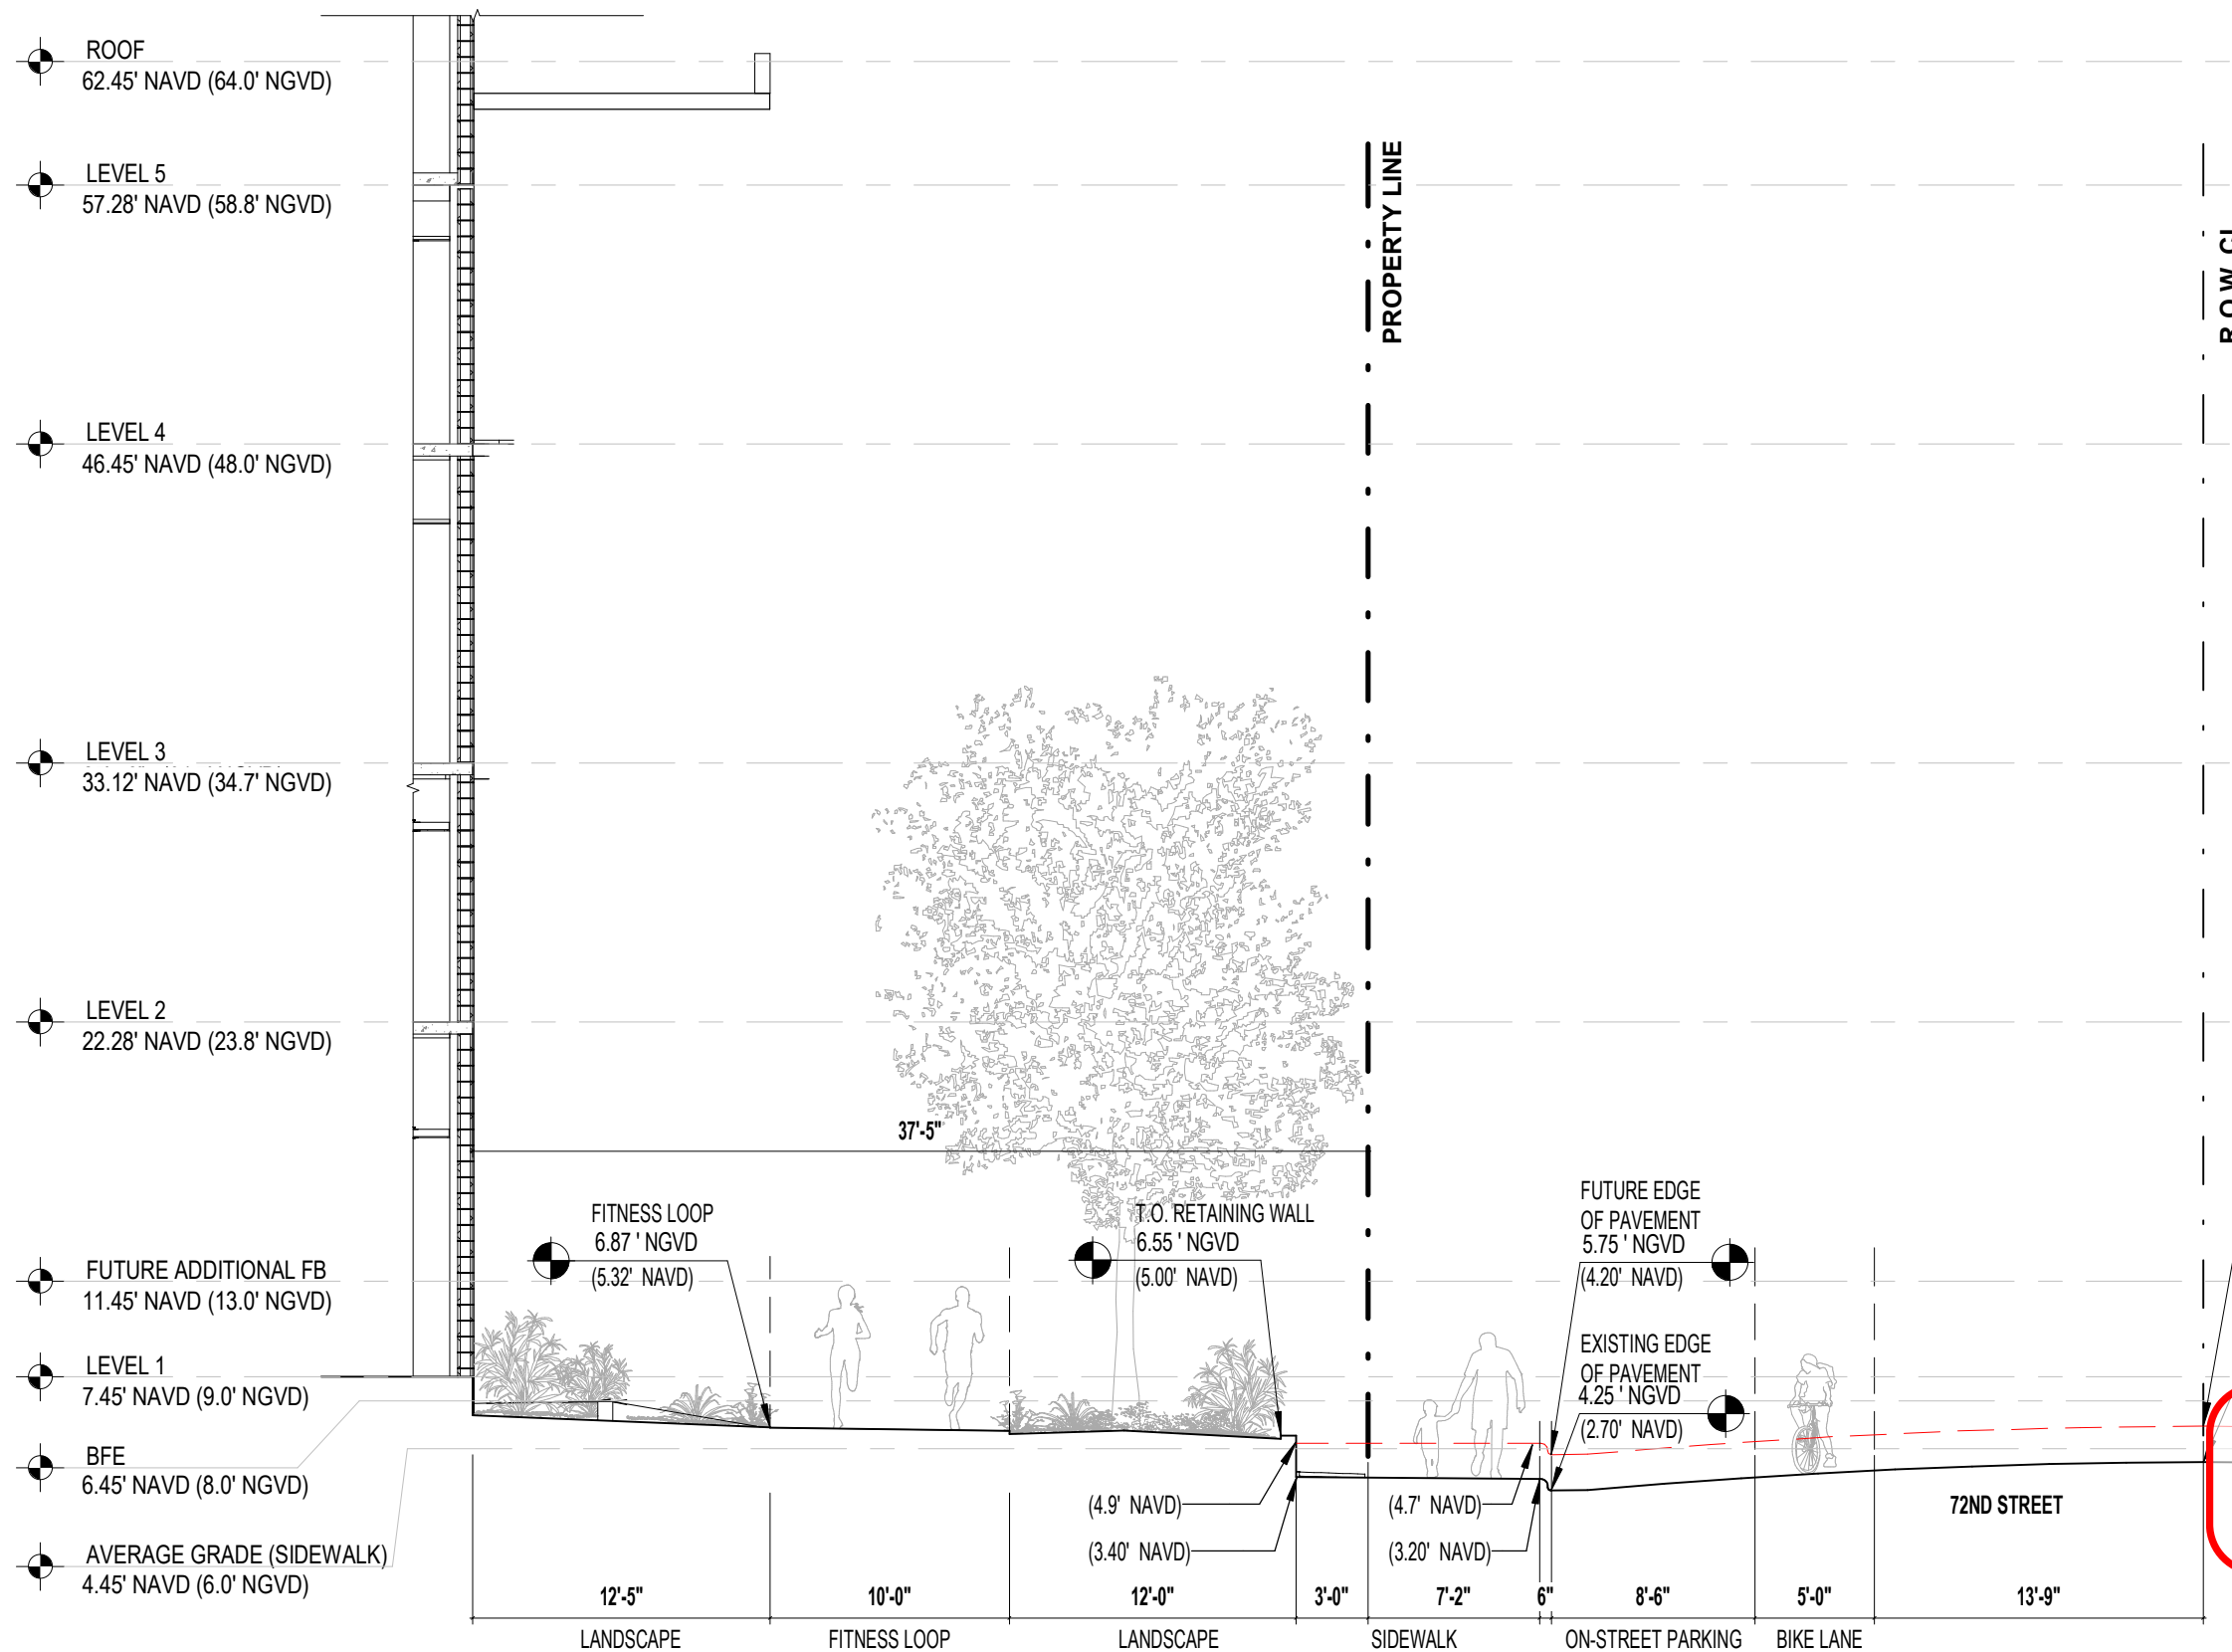 ROOF
62.45' NAVD (64.0' NGVD)
LEVEL 5
57.28' NAVD (58.8' NGVD)
PROPERTY LINE
LEVEL 4
46.45' NAVD (48.0' NGVD)
LEVEL 3
33.12' NAVD (34.7' NGVD)
LEVEL 2
22.28' NAVD (23.8' NGVD)
37'-5"
FUTURE ADDITIONAL FB
11.45' NAVD (13.0' NGVD)
LEVEL 1
7.45' NAVD (9.0' NGVD)
BFE
6.45' NAVD (8.0' NGVD)
AVERAGE GRADE (SIDEWALK)
4.45' NAVD (6.0' NGVD)
FITNESS LOOP
6.87 ' NGVD
(5.32' NAVD)
T.O. RETAINING WALL
6.55 ' NGVD
(5.00' NAVD)
FUTURE EDGE
OF PAVEMENT
5.75 ' NGVD
(4.20' NAVD)
EXISTING EDGE
OF PAVEMENT
4.25 ' NGVD
(2.70' NAVD)
(4.9' NAVD)
(3.40' NAVD)
(4.7' NAVD)
(3.20' NAVD)
72ND STREET
12'-5" 10'-0" 12'-0" 3'-0" 7'-2" 6" 8'-6" 5'-0" 13'-9"
LANDSCAPE FITNESS LOOP LANDSCAPE SIDEWALK ON-STREET PARKING BIKE LANE